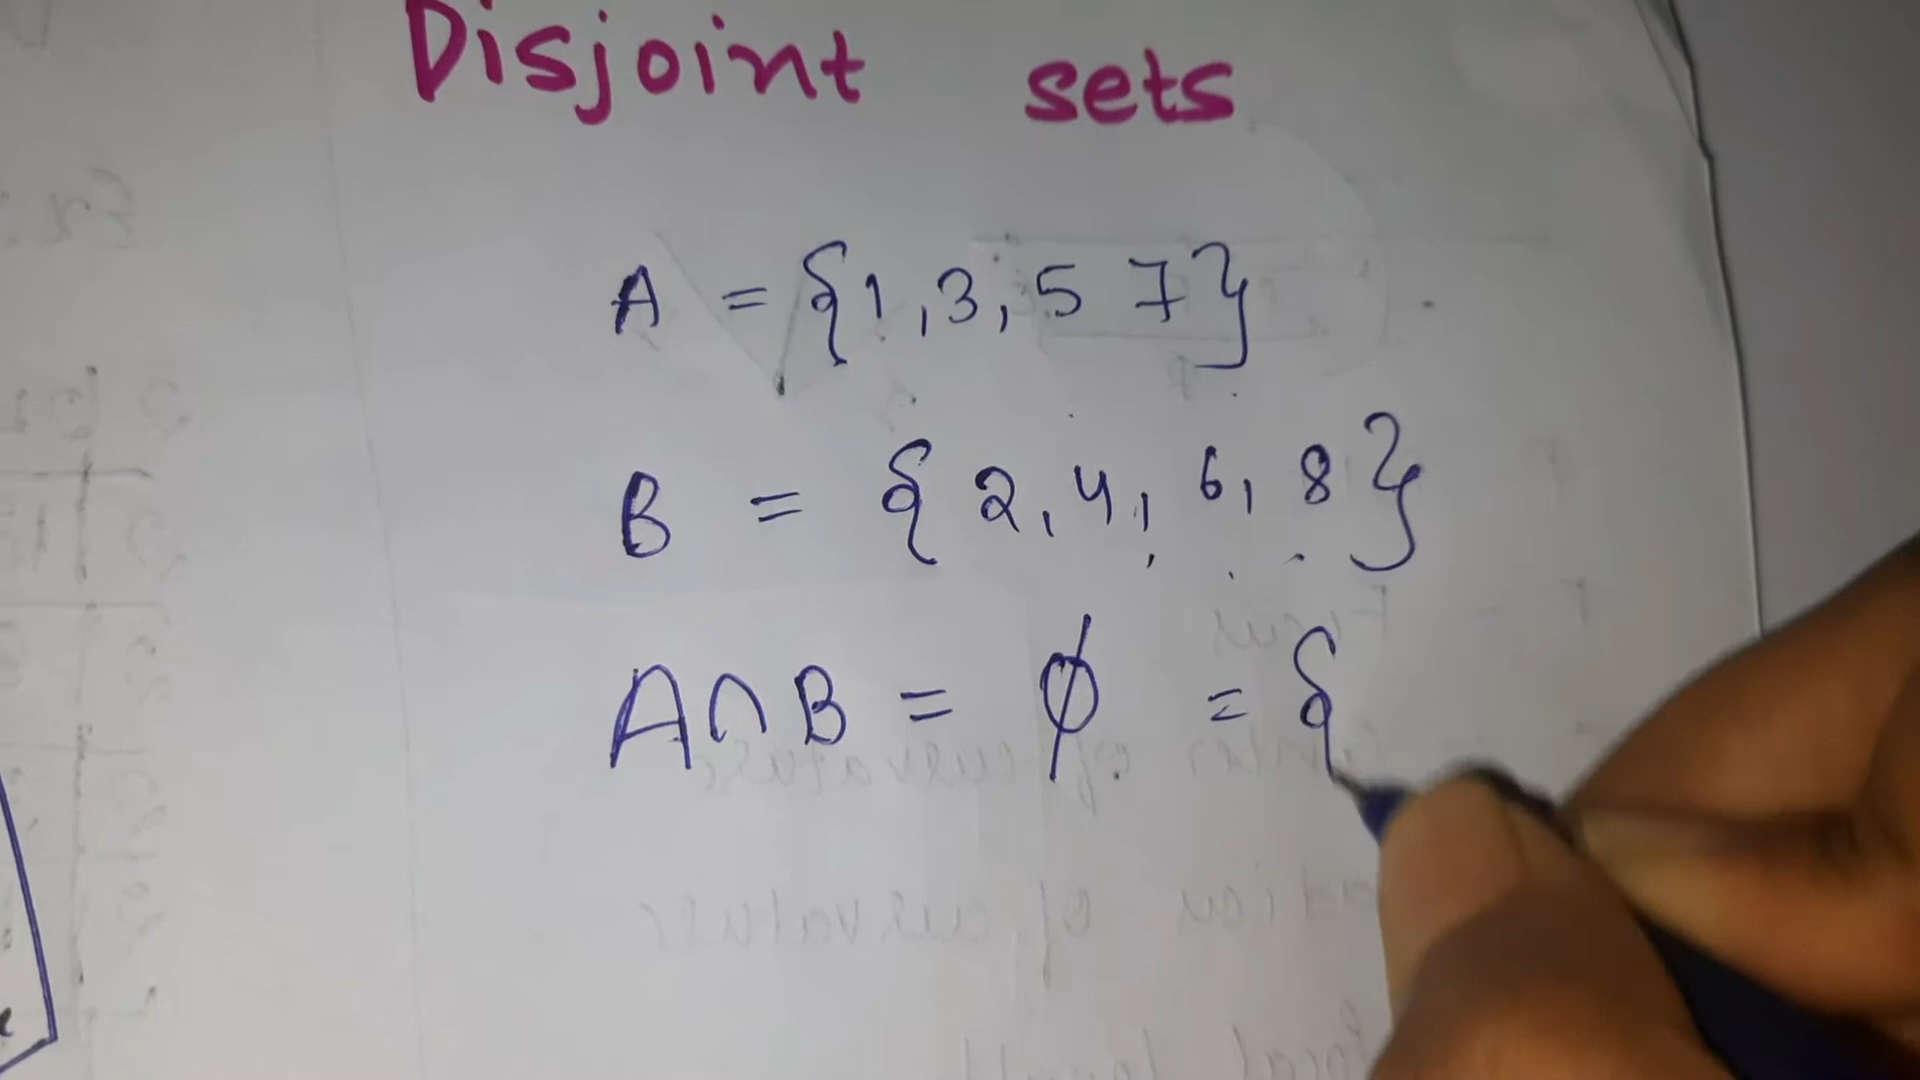 Disjoint sets
A = {1,3,5 7}
B = {2,4, 6, 8}
A∩B = ϕ = {